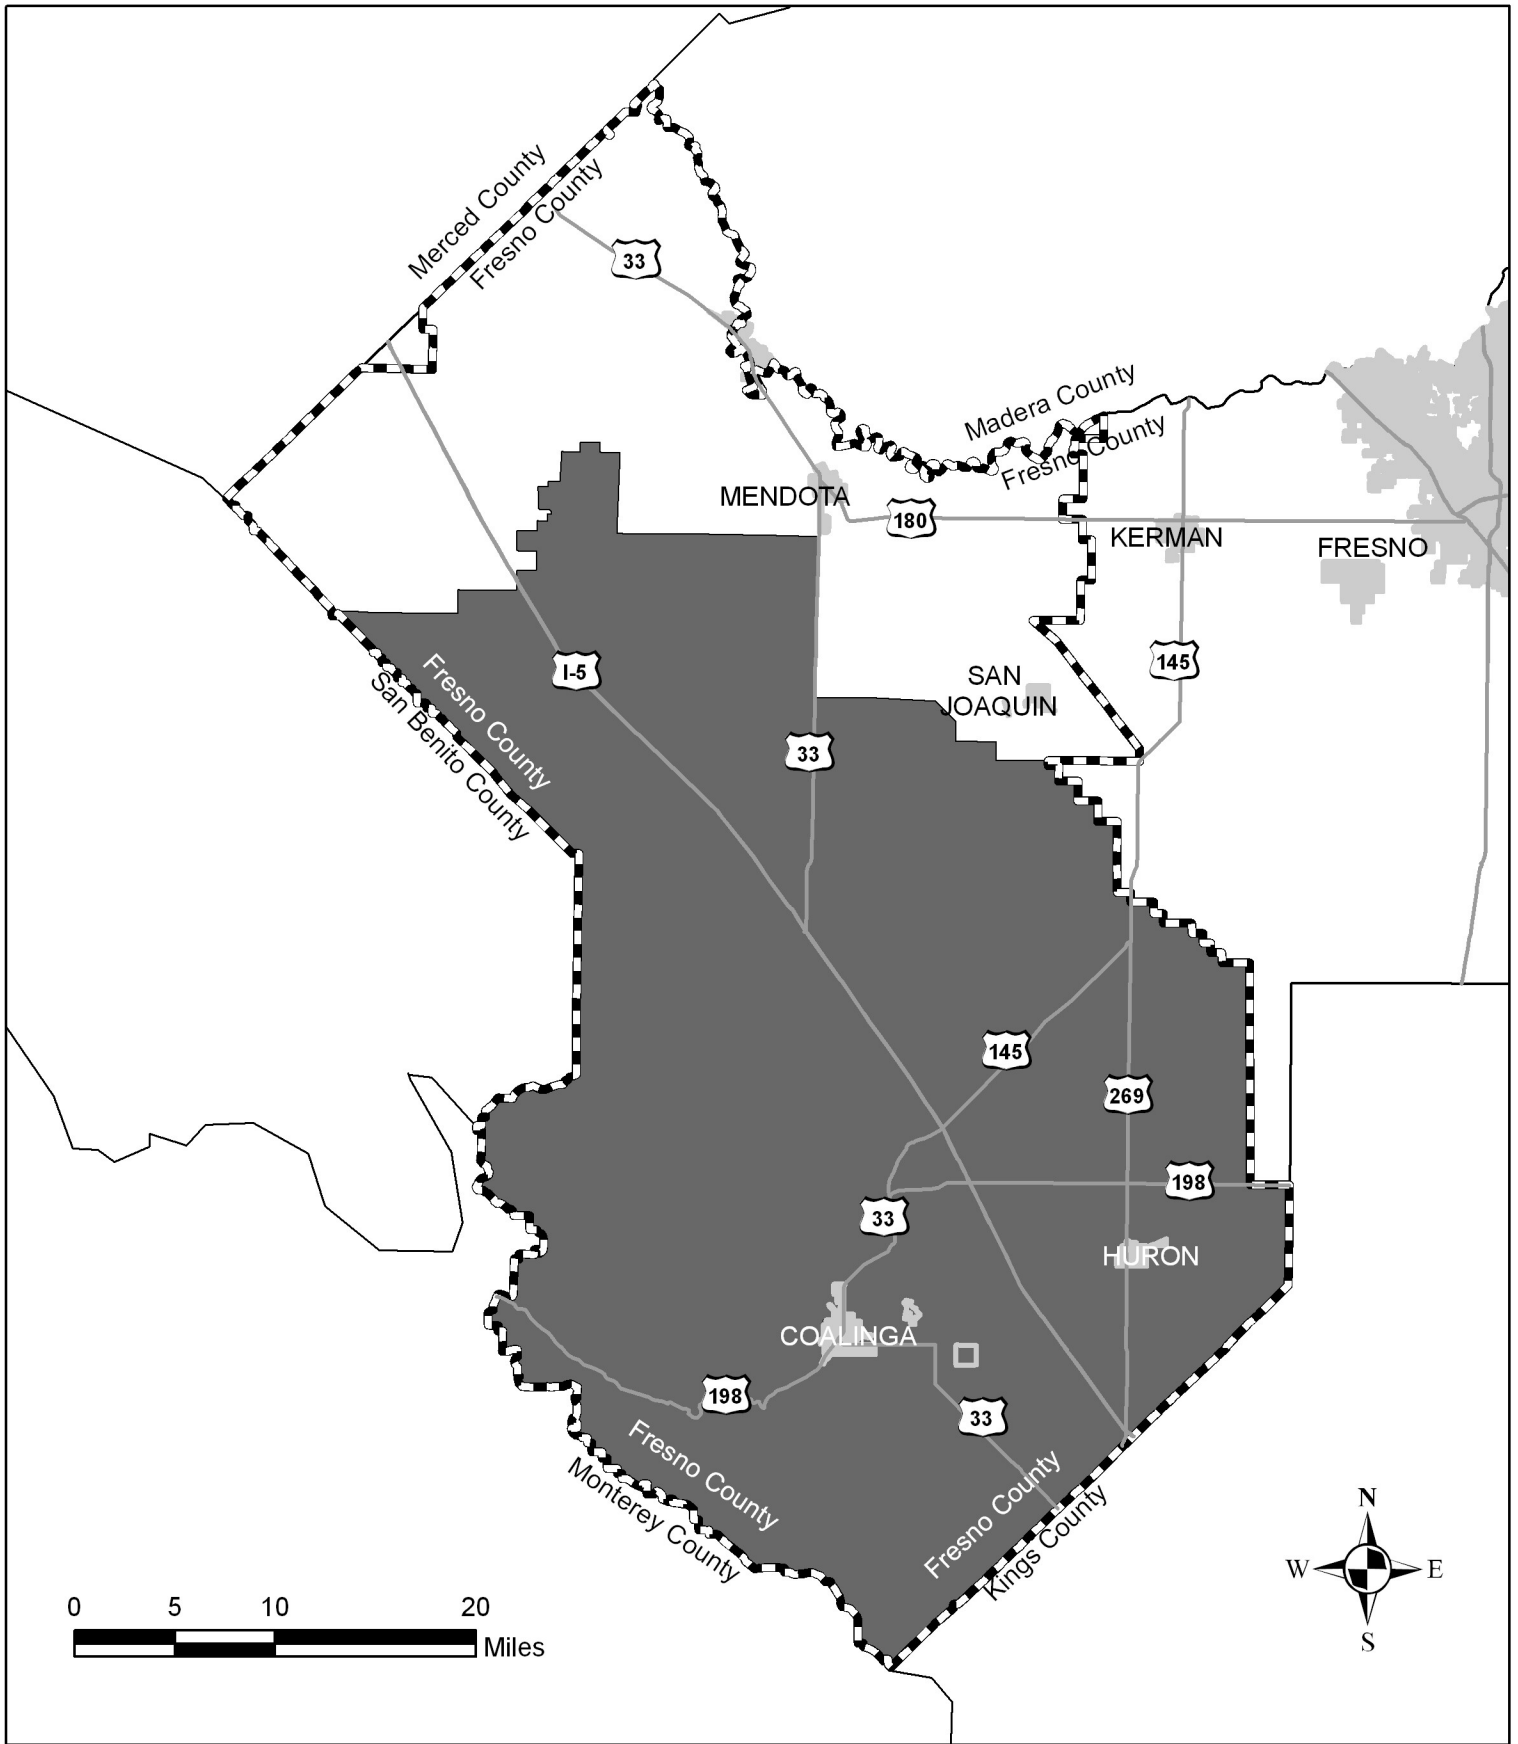 Merced County
Fresno County
33
Madera County
Fresno County
MENDOTA
180
KERMAN
FRESNO
I-5
145
Fresno County
San Benito County
SAN
JOAQUIN
33
145
269
198
33
HURON
COALINGA
198
33
Fresno County
Monterey County
Fresno County
Kings County
N
W
E
S
0 5 10 20
Miles